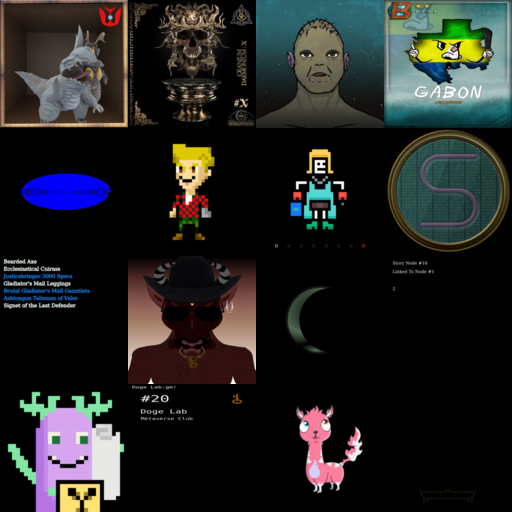 #X
GABON
Bearded Axe
Ecclesiastical Cuirass
Justicebringer 3000 Specs
Gladiator's Mail Leggings
Brutal Gladiator's Mail Gauntlets
Ashtongue Talisman of Valor
Signet of the Last Defender
Story Node #16
Linked To Node #1
2
Doge Lab:gm!
#20
Doge Lab
Metaverse Club